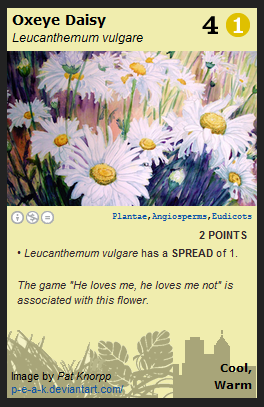 Oxeye Daisy
Leucanthemum vulgare
4 1
Plantae,Angiosperms,Eudicots
2 POINTS
• Leucanthemum vulgare has a SPREAD of 1.
The game "He loves me, he loves me not" is
associated with this flower.
Cool,
Warm
Image by Pat Knorpp
p-e-a-k.deviantart.com/